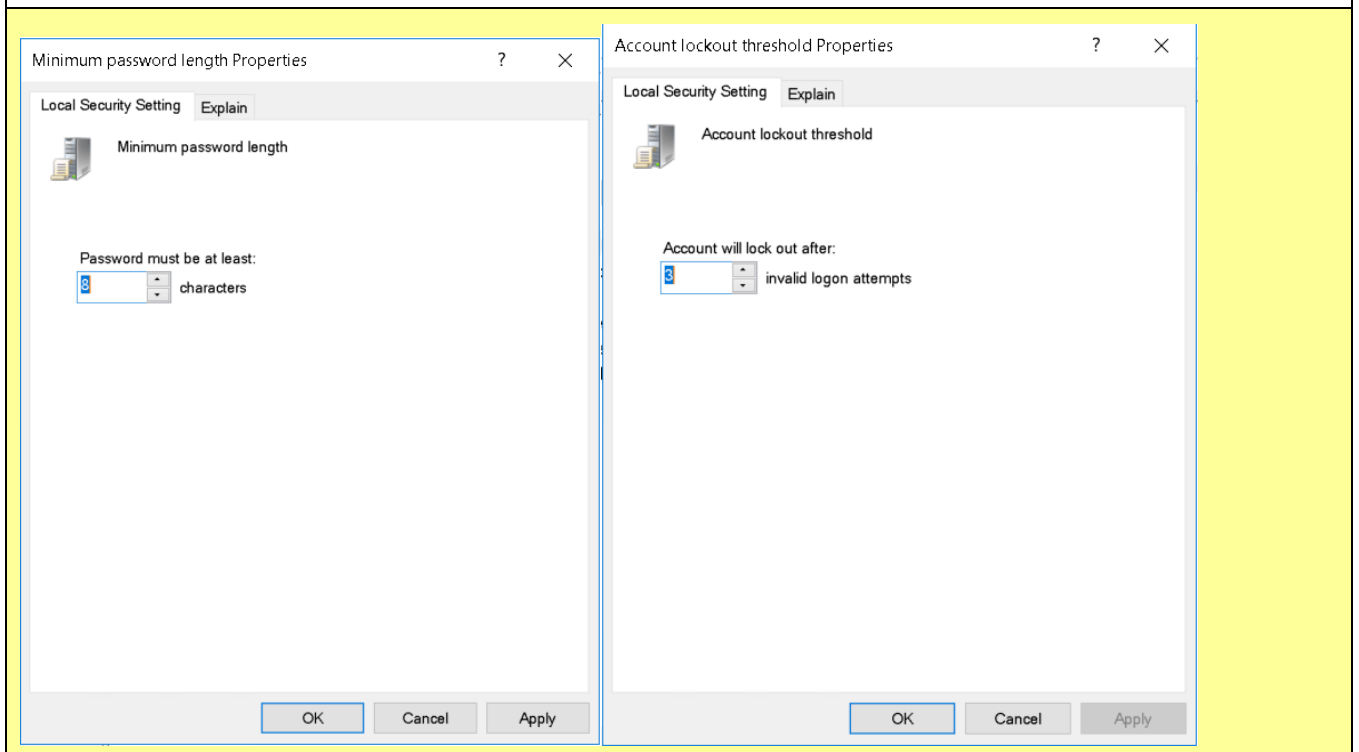 Minimum password length Properties ?
Local Security Setting Explain
Minimum password length
Password must be at least:
8 characters
OK Cancel Apply
Account lockout threshold Properties ?
Local Security Setting Explain
Account lockout threshold
Account will lock out after:
3 invalid logon attempts
OK Cancel Apply